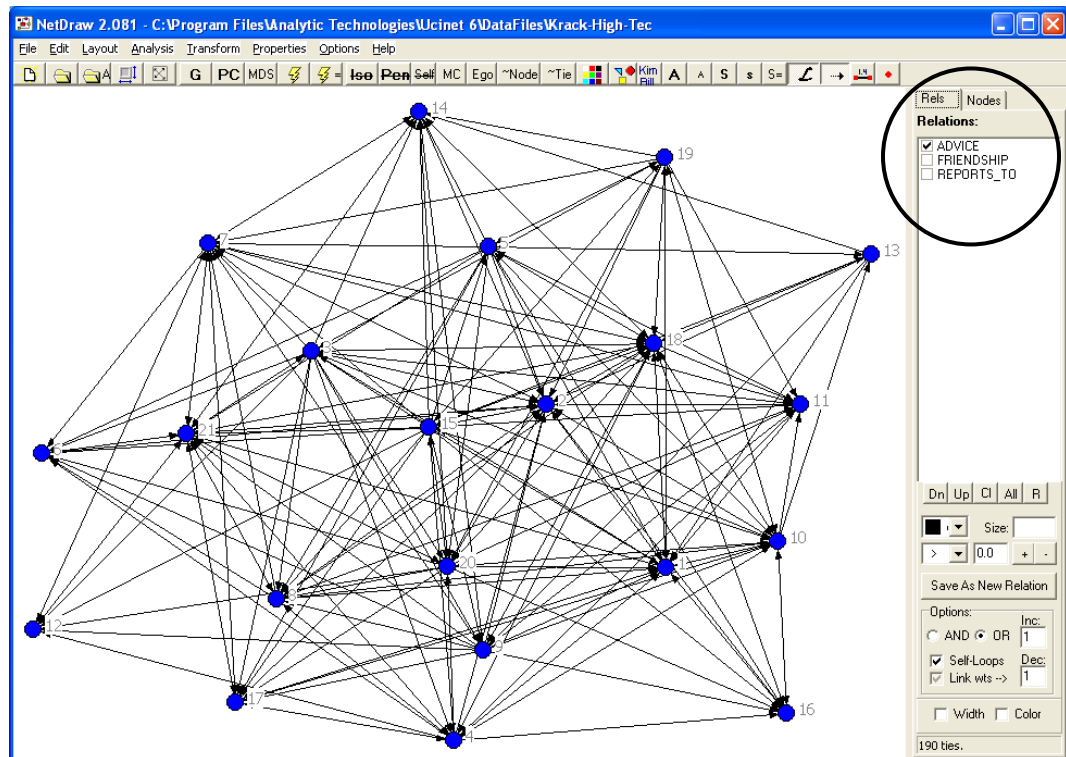 NetDraw 2.081 - C:\Program Files\Analytic Technologies\Ucinet 6\DataFiles\Krack-High-Tec
File Edit Layout Analysis Transform Properties Options Help
A G PC MDS = Iso Pen Self MC Ego ~Node ~Tie Kim Bill A A S s S= L
Rels Nodes
Relations:
ADVICE
FRIENDSHIP
REPORTS_TO
14
19
7
5
13
18
2
11
15
21
6
10
20
1
12
9
17
16
4
Dn Up Cl All R
Size:
> 0.0 + -
Save As New Relation
Options:
AND OR
Inc:
1
Self-Loops
Dec:
Link wts -->
1
Width Color
190 ties.